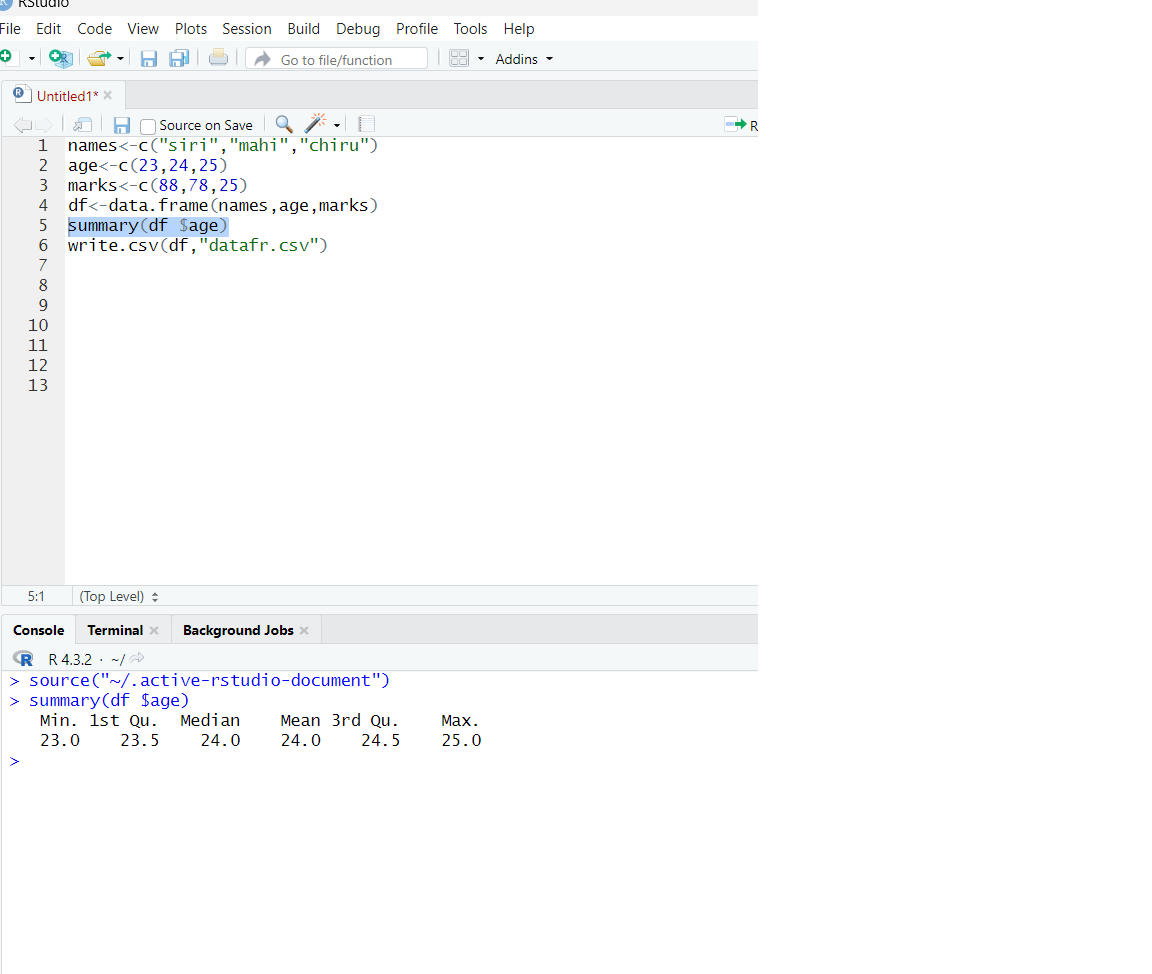 RStudio
File Edit Code View Plots Session Build Debug Profile Tools Help
Go to file/function Addins
Untitled1*
Source on Save R
1 names<-c("siri","mahi","chiru")
2 age<-c(23,24,25)
3 marks<-c(88,78,25)
4 df<-data.frame(names,age,marks)
5 summary(df $age)
6 write.csv(df,"datafr.csv")
7
8
9
10
11
12
13
5:1 (Top Level)
Console Terminal Background Jobs
R R 4.3.2 · ~/
> source("~/.active-rstudio-document")
> summary(df $age)
Min. 1st Qu. Median Mean 3rd Qu. Max.
23.0 23.5 24.0 24.0 24.5 25.0
>